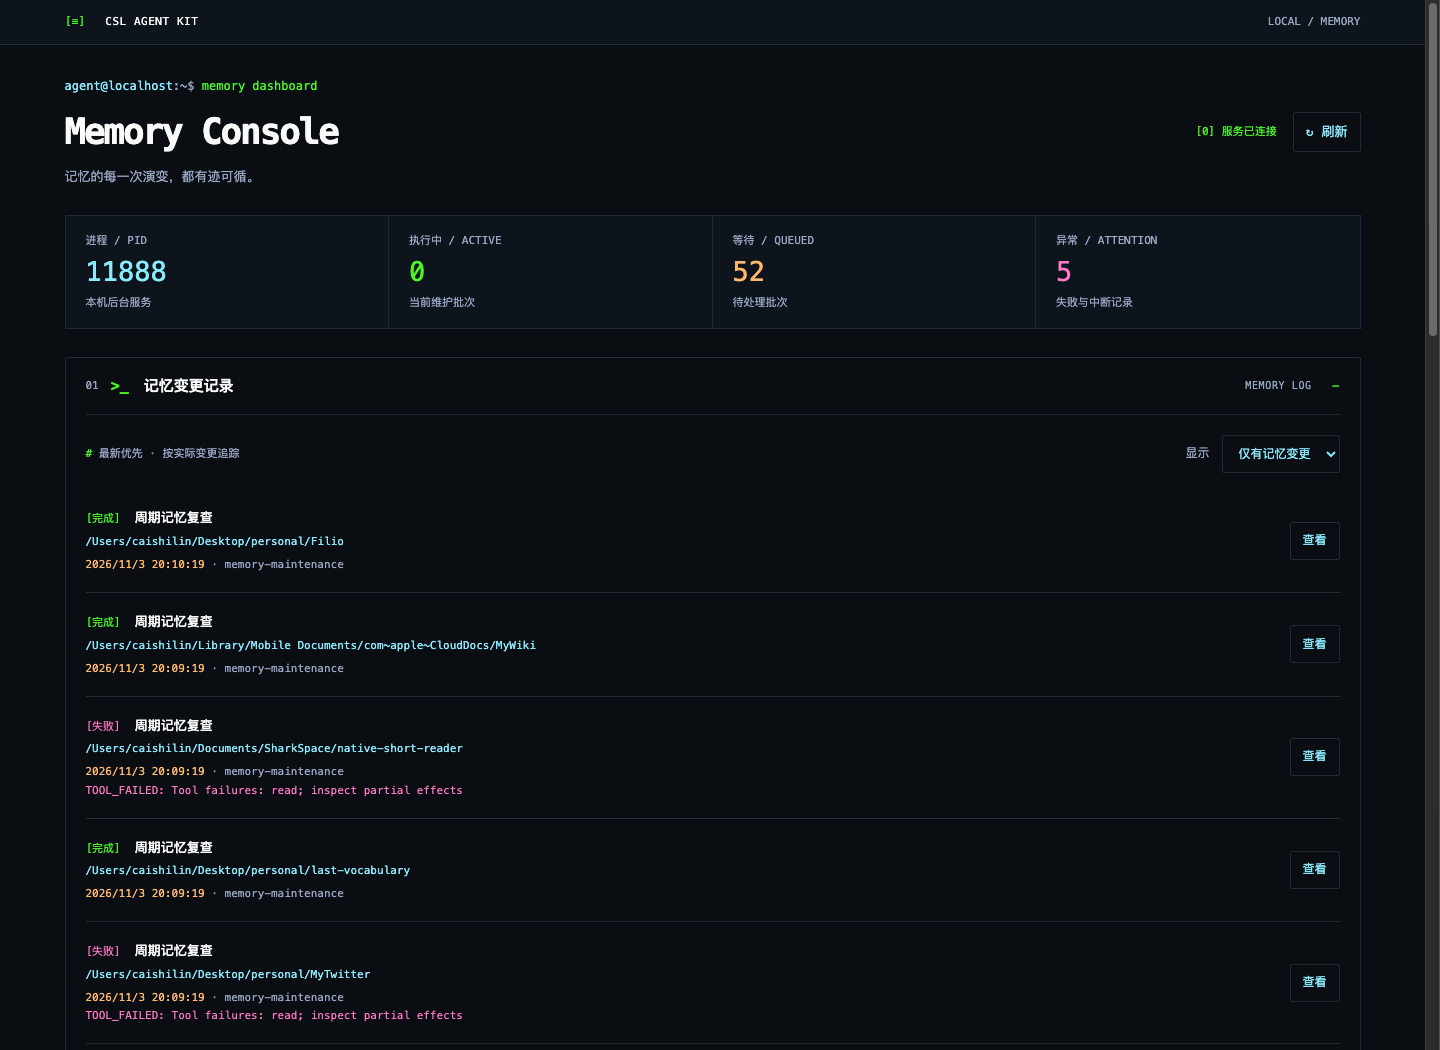 [≡] CSL AGENT KIT
LOCAL / MEMORY
agent@localhost:~$ memory dashboard
Memory Console
[0] 服务已连接
↻ 刷新
记忆的每一次演变，都有迹可循。
进程 / PID
11888
本机后台服务
执行中 / ACTIVE
0
当前维护批次
等待 / QUEUED
52
待处理批次
异常 / ATTENTION
5
失败与中断记录
01 >_ 记忆变更记录
MEMORY LOG −
# 最新优先 · 按实际变更追踪
显示 仅有记忆变更
[完成] 周期记忆复查
/Users/caishilin/Desktop/personal/Filio
2026/11/3 20:10:19 · memory-maintenance
查看
[完成] 周期记忆复查
/Users/caishilin/Library/Mobile Documents/com~apple~CloudDocs/MyWiki
2026/11/3 20:09:19 · memory-maintenance
查看
[失败] 周期记忆复查
/Users/caishilin/Documents/SharkSpace/native-short-reader
2026/11/3 20:09:19 · memory-maintenance
TOOL_FAILED: Tool failures: read; inspect partial effects
查看
[完成] 周期记忆复查
/Users/caishilin/Desktop/personal/last-vocabulary
2026/11/3 20:09:19 · memory-maintenance
查看
[失败] 周期记忆复查
/Users/caishilin/Desktop/personal/MyTwitter
2026/11/3 20:09:19 · memory-maintenance
TOOL_FAILED: Tool failures: read; inspect partial effects
查看